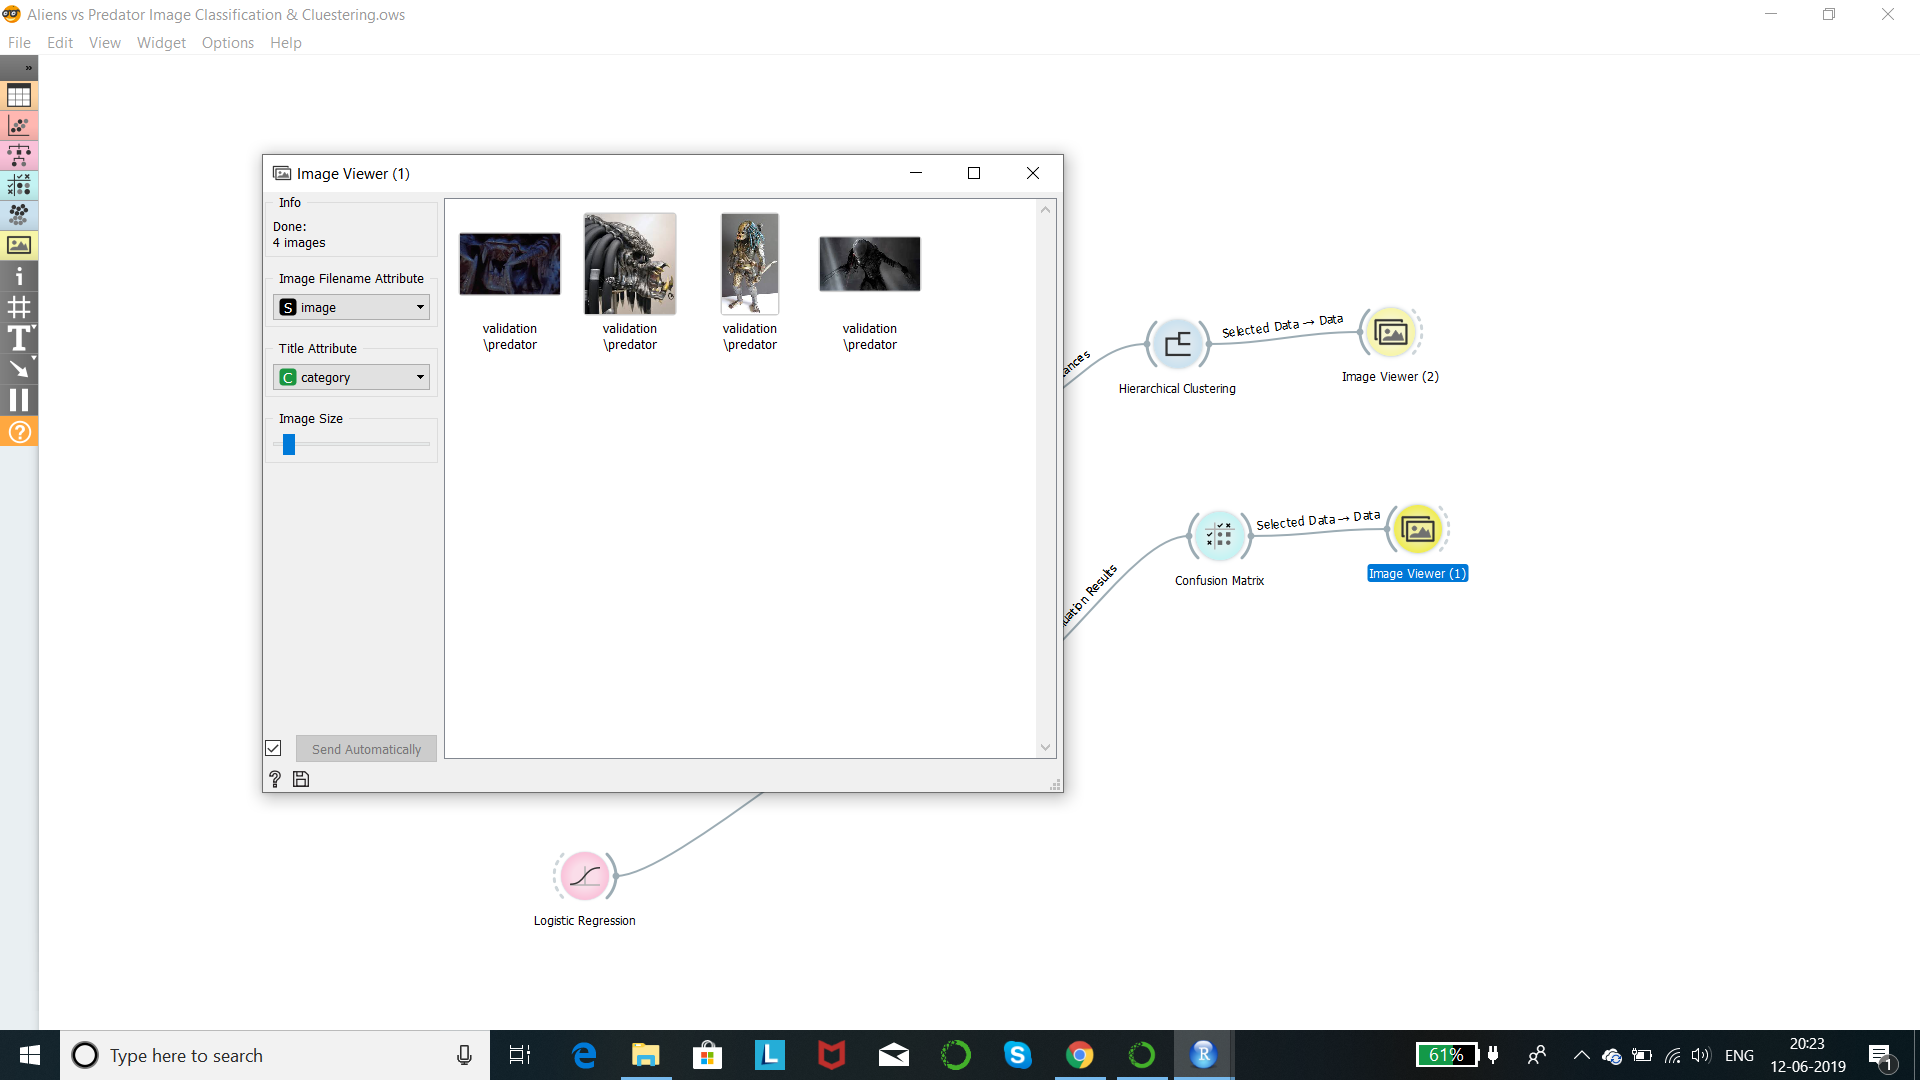 Aliens vs Predator Image Classification & Cluestering.ows
File Edit View Widget Options Help
»
Image Viewer (1)
Info
Done:
4 images
Image Filename Attribute
S image
Title Attribute
C category
Image Size
validation
\predator
validation
\predator
validation
\predator
validation
\predator
Send Automatically
?
Selected Data → Data
Hierarchical Clustering
Image Viewer (2)
Selected Data → Data
Confusion Matrix
Image Viewer (1)
Results
Logistic Regression
Type here to search
61%
ENG
20:23
12-06-2019
1